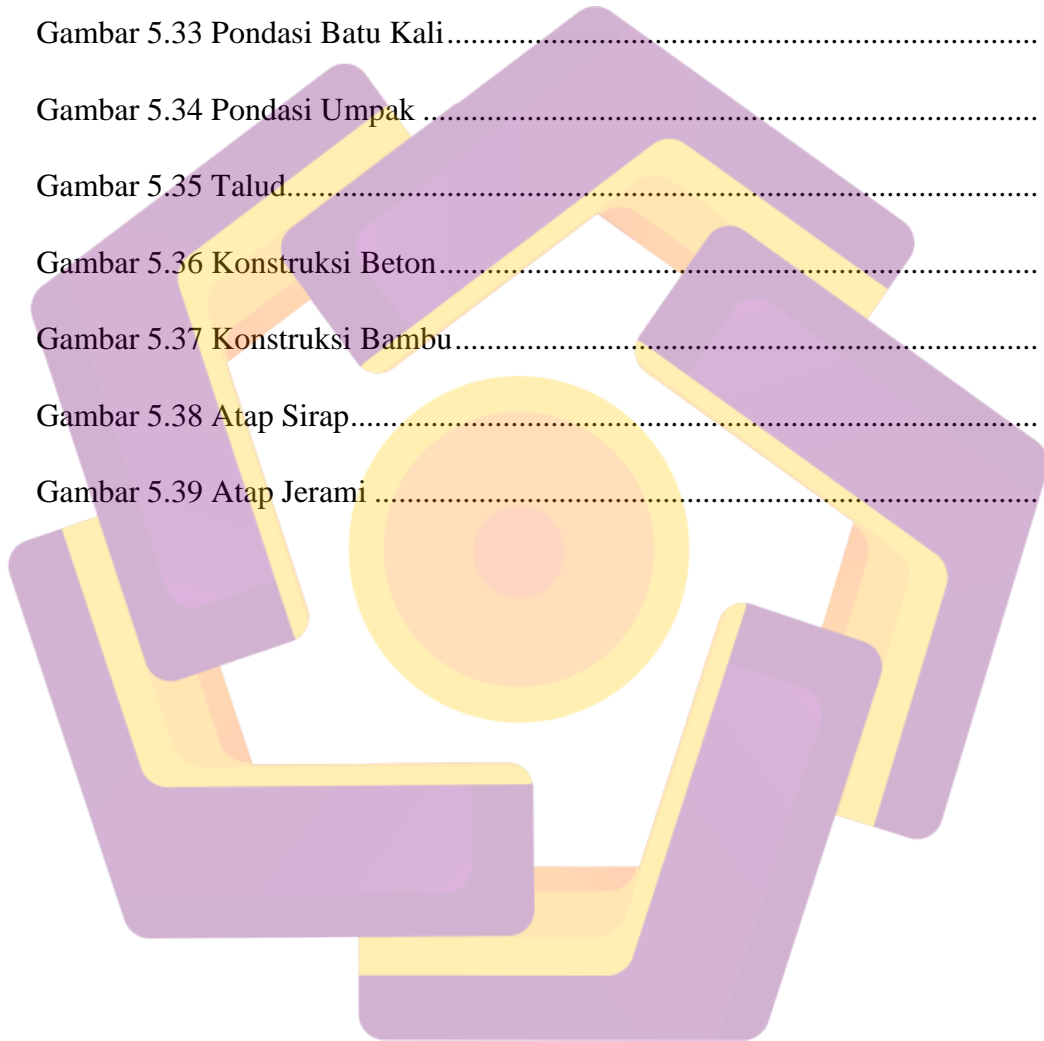 Gambar 5.33 Pondasi Batu Kali..............................................................................
Gambar 5.34 Pondasi Umpak ................................................................................
Gambar 5.35 Talud.................................................................................................
Gambar 5.36 Konstruksi Beton..............................................................................
Gambar 5.37 Konstruksi Bambu............................................................................
Gambar 5.38 Atap Sirap.........................................................................................
Gambar 5.39 Atap Jerami ......................................................................................